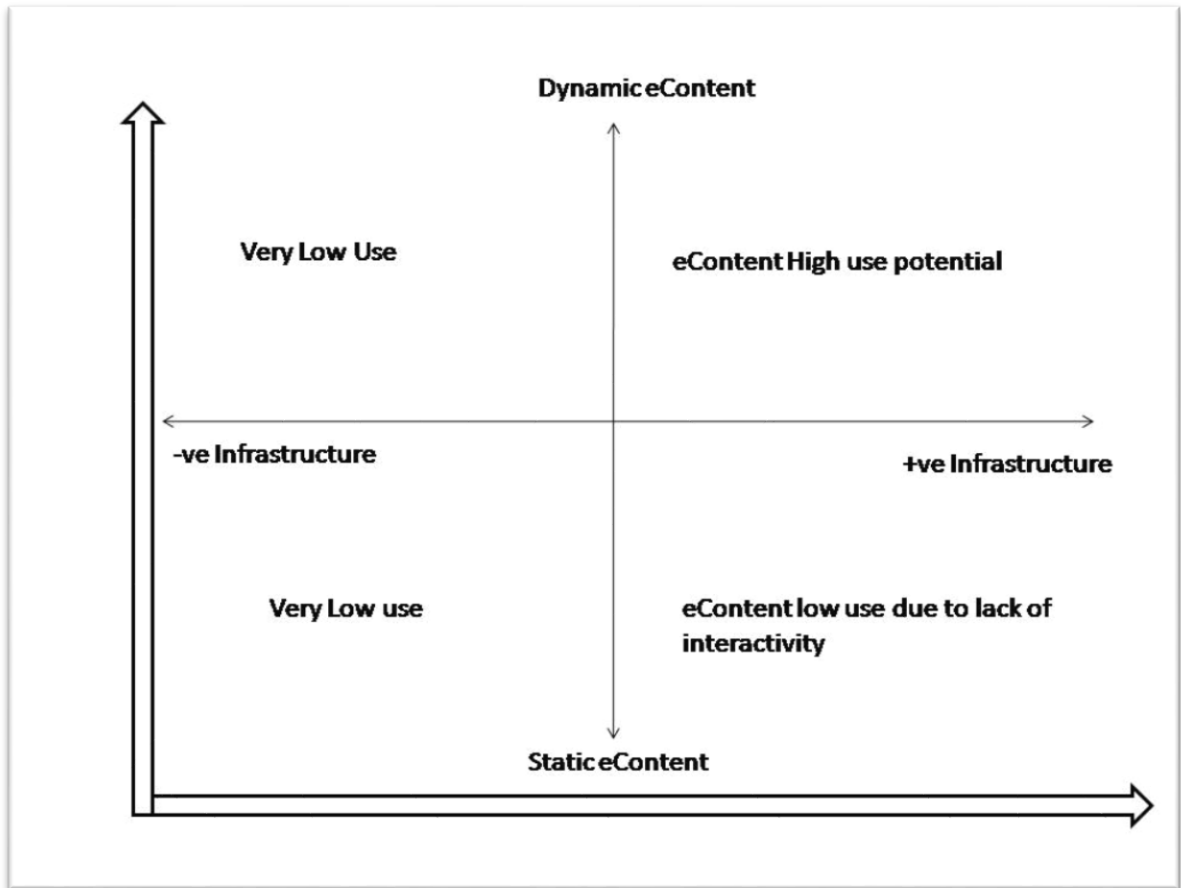 Dynamic eContent
Very Low Use
eContent High use potential
-ve Infrastructure
+ve Infrastructure
Very Low use
eContent low use due to lack of
interactivity
Static eContent